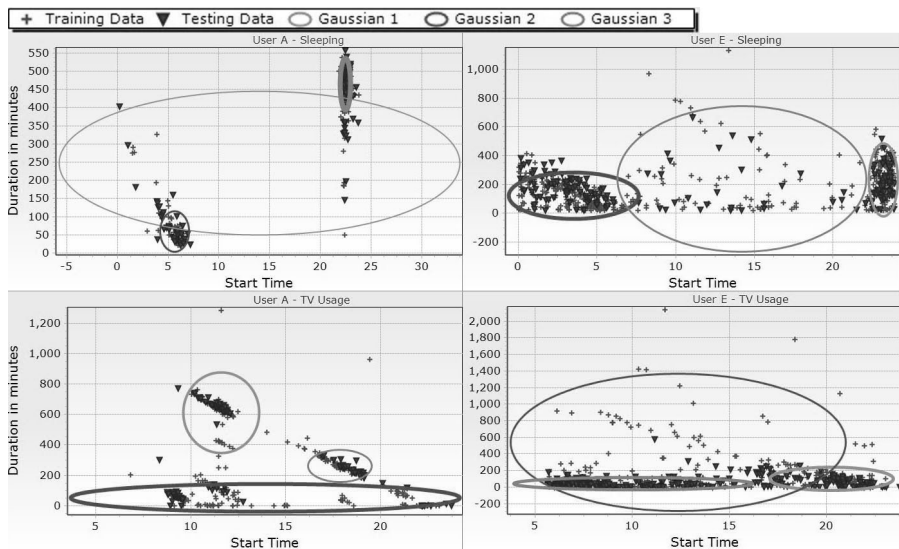 Training Data Testing Data Gaussian 1 Gaussian 2 Gaussian 3
User A - Sleeping
550
500
450
400
350
300
250
200
150
100
50
0
Duration in minutes
-5 0 5 10 15 20 25 30
Start Time
User E - Sleeping
1,000
800
600
400
200
0
-200
0 5 10 15 20
Start Time
User A - TV Usage
1,200
1,000
800
600
400
200
0
Duration in minutes
5 10 15 20
Start Time
User E - TV Usage
2,000
1,800
1,600
1,400
1,200
1,000
800
600
400
200
0
-200
5 10 15 20
Start Time